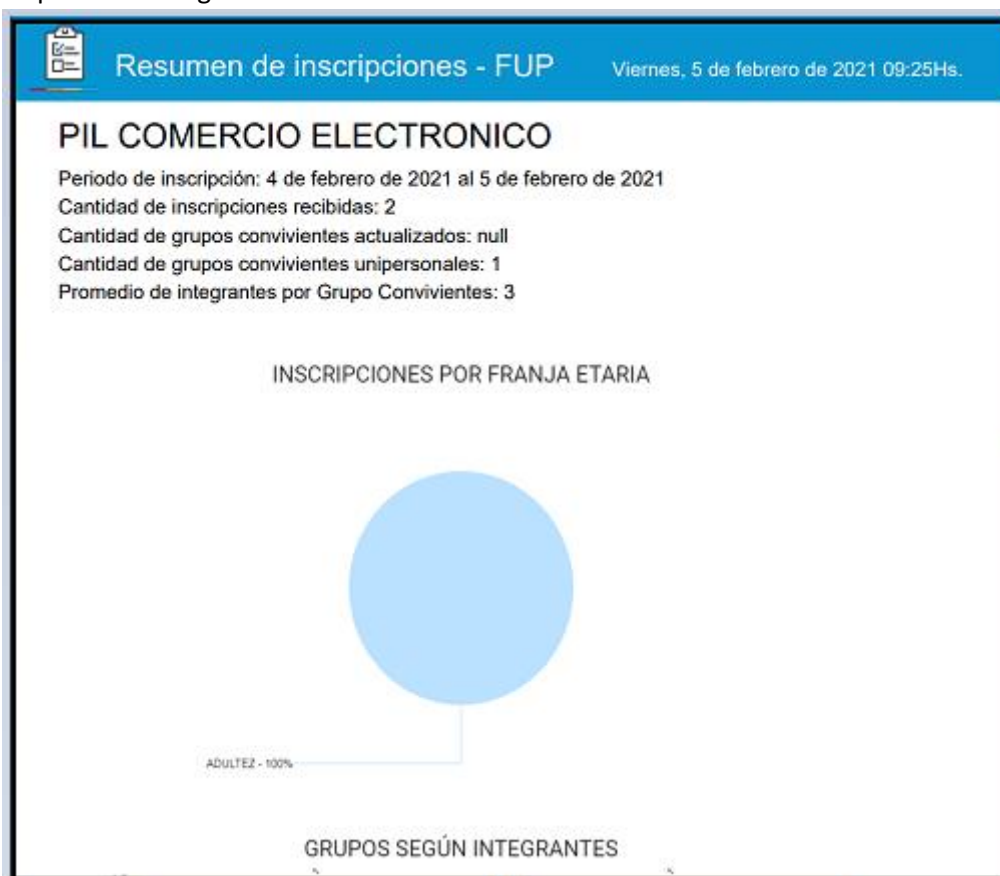 Resumen de inscripciones - FUP
Viernes, 5 de febrero de 2021 09:25Hs.
PIL COMERCIO ELECTRONICO
Periodo de inscripción: 4 de febrero de 2021 al 5 de febrero de 2021
Cantidad de inscripciones recibidas: 2
Cantidad de grupos convivientes actualizados: null
Cantidad de grupos convivientes unipersonales: 1
Promedio de integrantes por Grupo Convivientes: 3
INSCRIPCIONES POR FRANJA ETARIA
ADULTEZ - 100%
GRUPOS SEGÚN INTEGRANTES